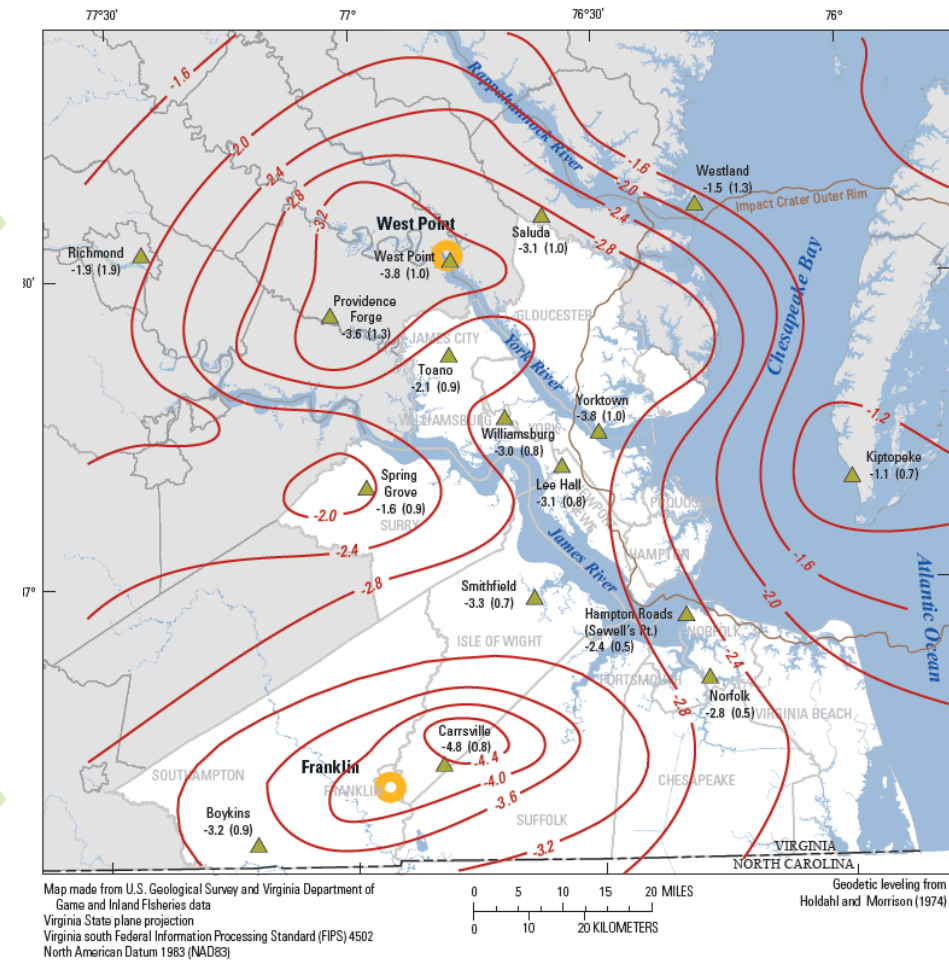 77°30'
77°
76°30'
76°
-1.6
-2.0
-2.4
-2.8
-3.2
Rappahannock River
-1.6
-2.0
-2.4
-2.8
Westland
-1.5 (1.3)
Impact Crater Outer Rim
West Point
West Point
-3.8 (1.0)
Saluda
-3.1 (1.0)
Richmond
-1.9 (1.9)
30'
Chesapeake Bay
Providence
Forge
-3.6 (1.3)
GLOUCESTER
JAMES CITY
York River
Toano
-2.1 (0.9)
Yorktown
-3.8 (1.0)
WILLIAMSBURG
YORK
Williamsburg
-3.0 (0.8)
-1.2
Kiptopeke
-1.1 (0.7)
Lee Hall
-3.1 (0.8)
Spring
Grove
-1.6 (0.9)
-2.0
SURRY
NEWPORT
NEWS
POQUOSON
HAMPTON
-2.4
-2.8
James River
-1.6
-2.0
Atlantic Ocean
Smithfield
-3.3 (0.7)
37°
Hampton Roads
(Sewell's Pt.)
-2.4 (0.5)
NORFOLK
ISLE OF WIGHT
-2.4
PORTSMOUTH
Norfolk
-2.8 (0.5)
-2.8
VIRGINIA BEACH
Carrsville
-4.8 (0.8)
-4.4
-4.0
-3.6
Franklin
FRANKLIN
SOUTHAMPTON
CHESAPEAKE
SUFFOLK
Boykins
-3.2 (0.9)
-3.2
VIRGINIA
NORTH CAROLINA
Map made from U.S. Geological Survey and Virginia Department of
Game and Inland FIsheries data
Virginia State plane projection
Virginia south Federal Information Processing Standard (FIPS) 4502
North American Datum 1983 (NAD83)
0 5 10 15 20 MILES
0 10 20 KILOMETERS
Geodetic leveling from
Holdahl and Morrison (1974)